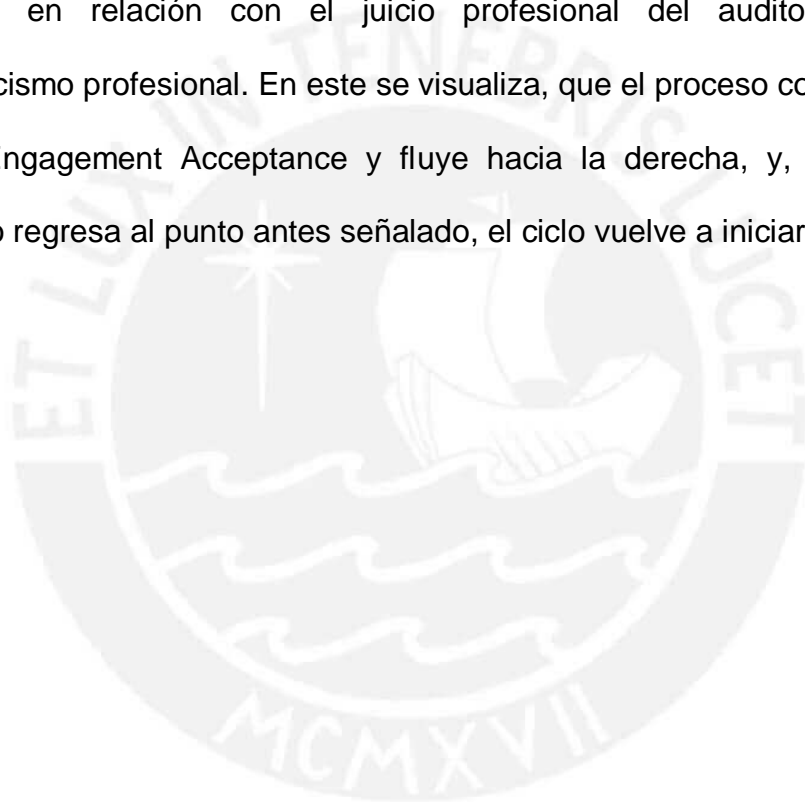 en relación con el juicio profesional del audito
cismo profesional. En este se visualiza, que el proceso co
ngagement Acceptance y fluye hacia la derecha, y,
regresa al punto antes señalado, el ciclo vuelve a iniciar
ET LUX IN TENEBRIS LUCET
MCMXVII